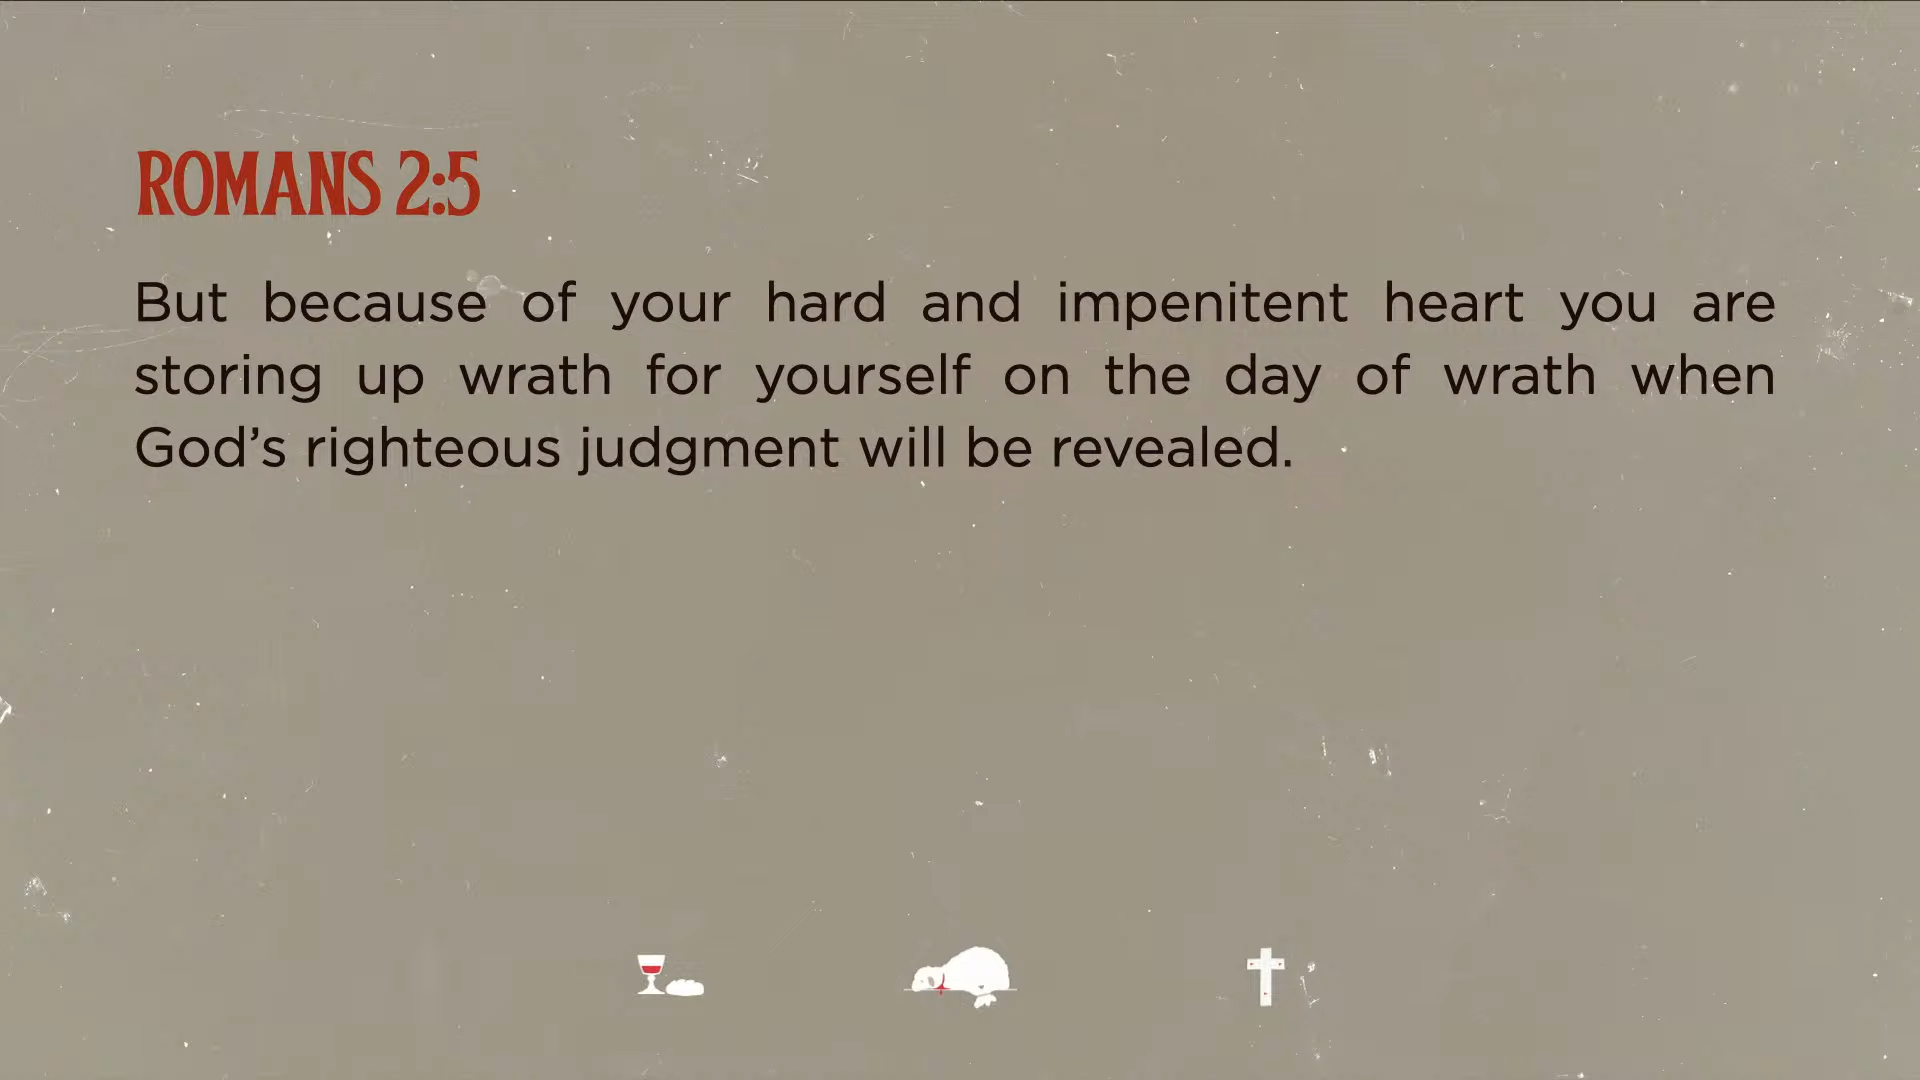 ROMANS 2:5
But because of your hard and impenitent heart you are
storing up wrath for yourself on the day of wrath when
God’s righteous judgment will be revealed.